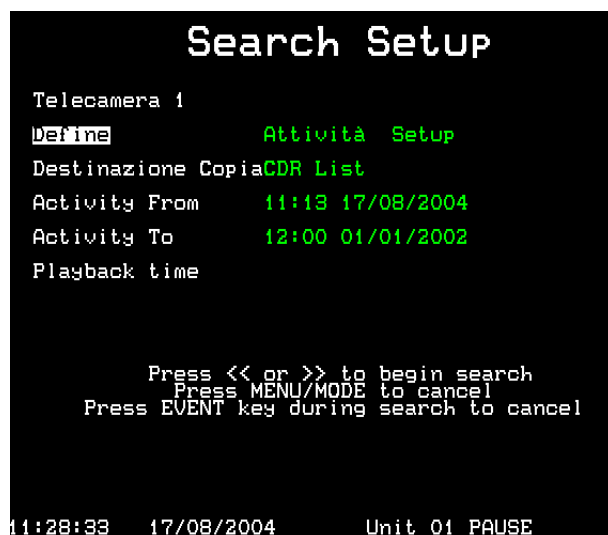 Search Setup
Telecamera 1
Define Attività Setup
Destinazione CopiaCDR List
Activity From 11:13 17/08/2004
Activity To 12:00 01/01/2002
Playback time
Press << or >> to begin search
Press MENU/MODE to cancel
Press EVENT key during search to cancel
11:28:33 17/08/2004 Unit 01 PAUSE